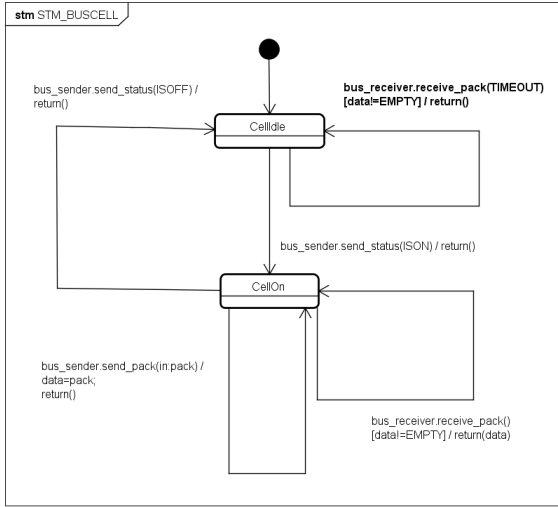 stm STM_BUSCELL
bus_sender.send_status(ISOFF) /
return()
bus_receiver.receive_pack(TIMEOUT)
[data!=EMPTY] / return()
CellIdle
bus_sender.send_status(ISON) / return()
CellOn
bus_sender.send_pack(in:pack) /
data=pack;
return()
bus_receiver.receive_pack()
[data!=EMPTY] / return(data)